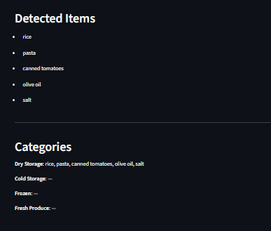 Detected Items
rice
pasta
canned tomatoes
olive oil
salt
Categories
Dry Storage: rice, pasta, canned tomatoes, olive oil, salt
Cold Storage: —
Frozen: —
Fresh Produce: —